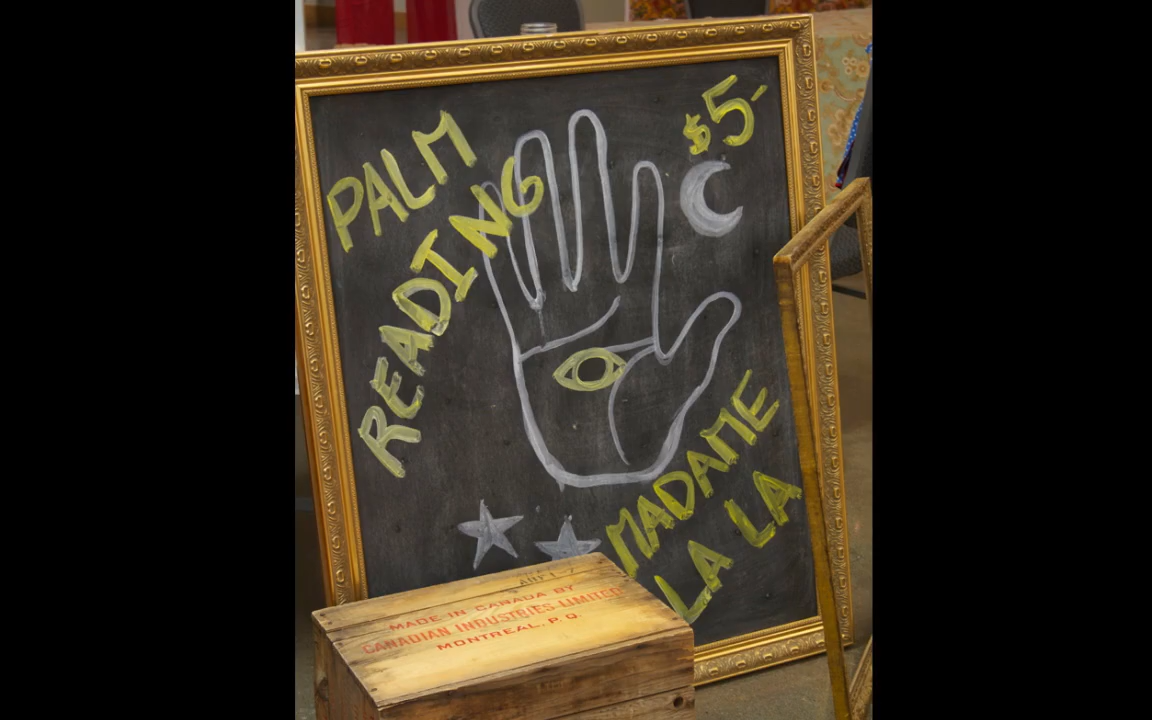 PALM
READING
$5-
MADAME
LA LA
MADE IN CANADA BY
CANADIAN INDUSTRIES LIMITED
MONTREAL, P.Q.